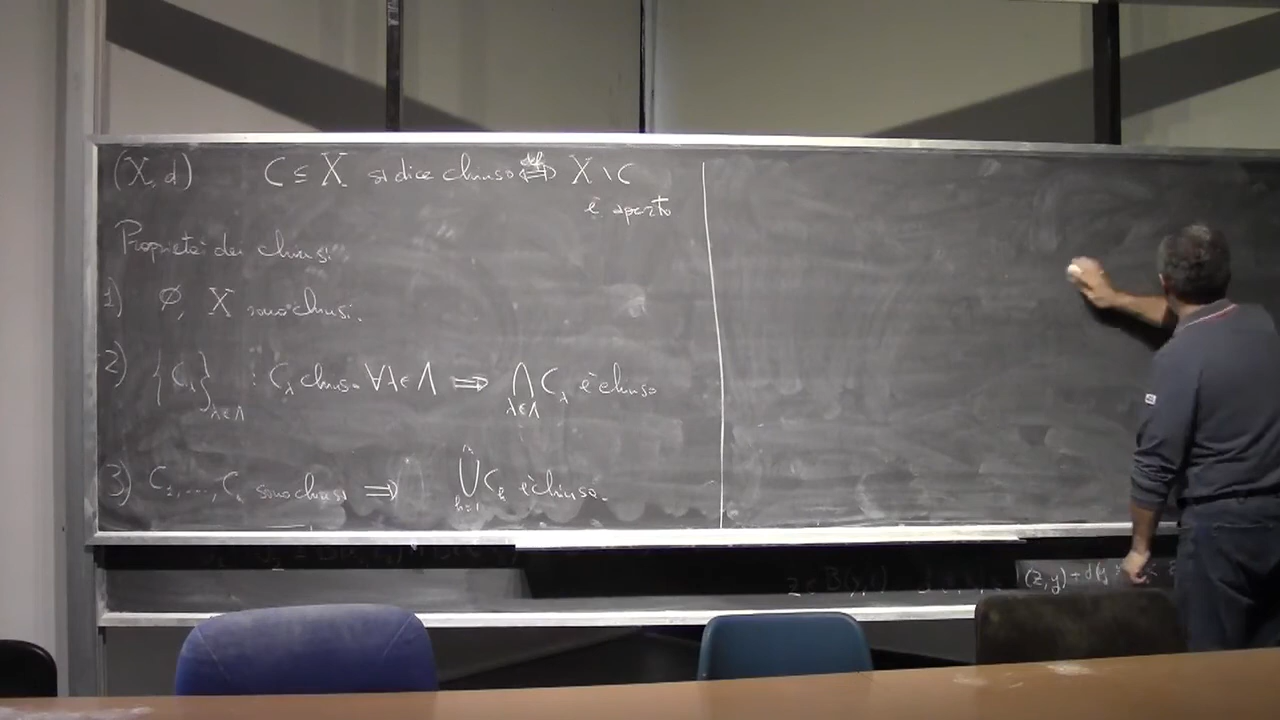 (X, d) C ⊆ X si dice chiuso ⟺ def X \ C
è aperto
Proprietà dei chiusi
1) ∅, X sono chiusi.
2) {C_λ}_{λ∈Λ} : C_λ chiuso ∀λ∈Λ ⟹ ⋂_{λ∈Λ} C_λ è chiuso
3) C_1, ..., C_n sono chiusi ⟹ ⋃_{k=1}^{n} C_k è chiuso.
z ∈ B(y, r) (z, y) + d(y